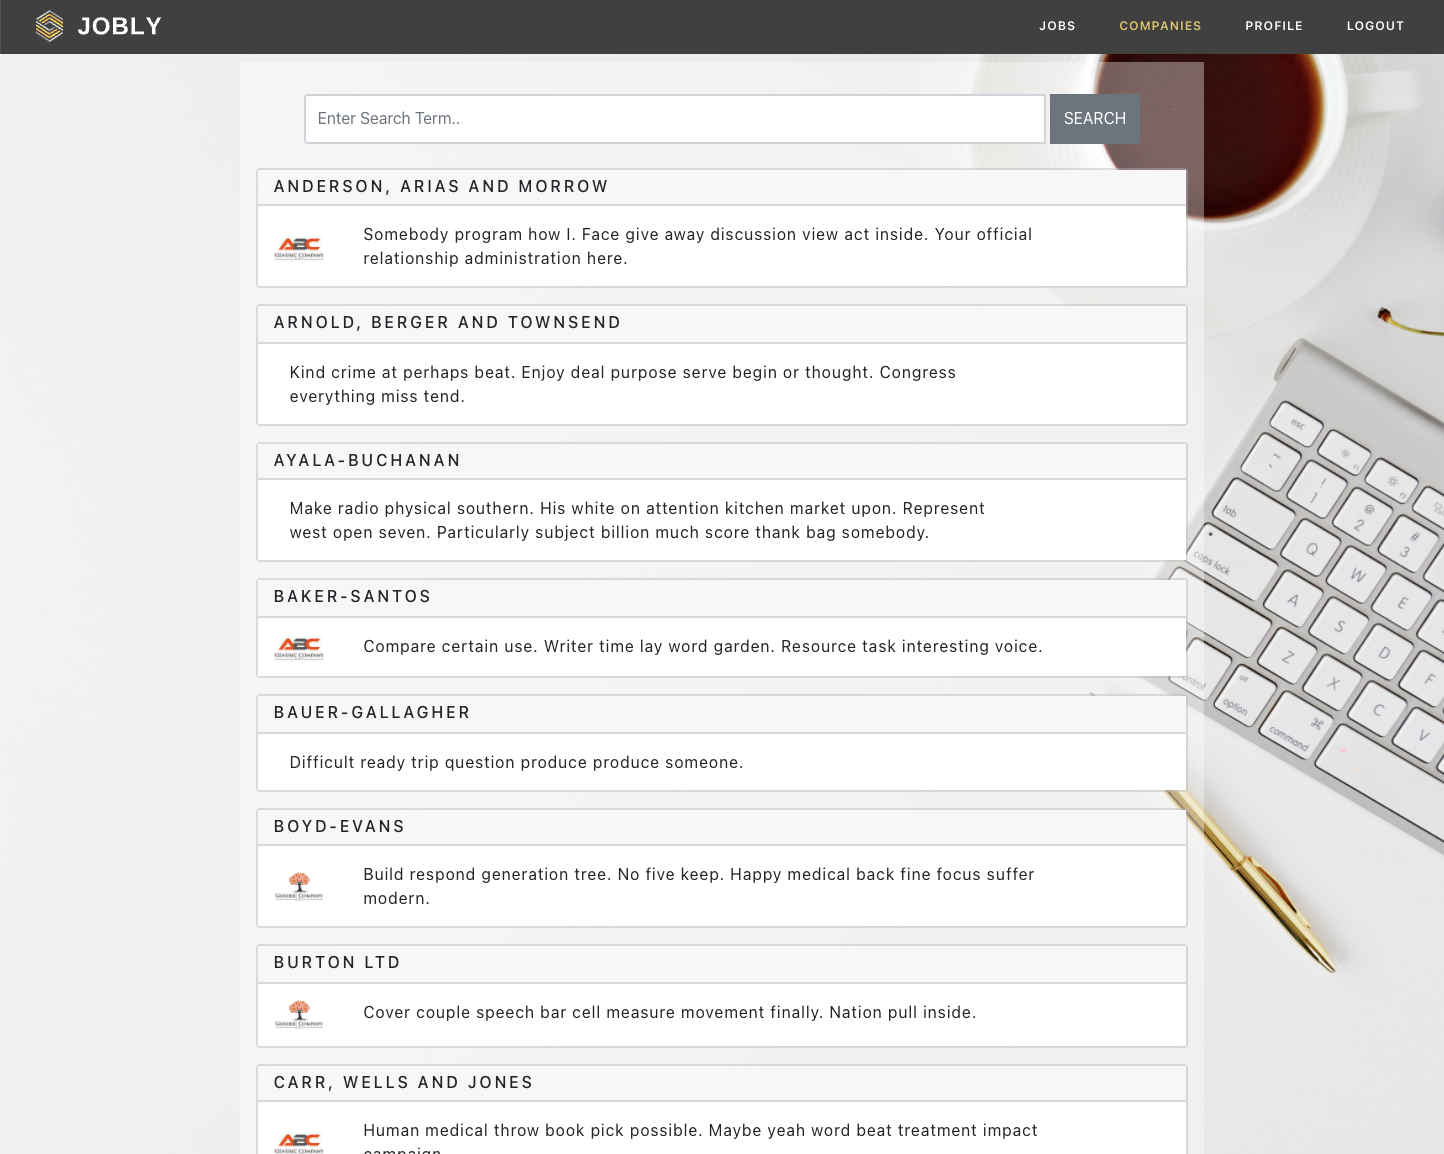 JOBLY
JOBS COMPANIES PROFILE LOGOUT
Enter Search Term..
SEARCH
ANDERSON, ARIAS AND MORROW
ABC
GENERIC COMPANY
Somebody program how I. Face give away discussion view act inside. Your official
relationship administration here.
ARNOLD, BERGER AND TOWNSEND
Kind crime at perhaps beat. Enjoy deal purpose serve begin or thought. Congress
everything miss tend.
AYALA-BUCHANAN
Make radio physical southern. His white on attention kitchen market upon. Represent
west open seven. Particularly subject billion much score thank bag somebody.
BAKER-SANTOS
ABC
GENERIC COMPANY
Compare certain use. Writer time lay word garden. Resource task interesting voice.
BAUER-GALLAGHER
Difficult ready trip question produce produce someone.
BOYD-EVANS
GENERIC COMPANY
Build respond generation tree. No five keep. Happy medical back fine focus suffer
modern.
BURTON LTD
GENERIC COMPANY
Cover couple speech bar cell measure movement finally. Nation pull inside.
CARR, WELLS AND JONES
ABC
GENERIC COMPANY
Human medical throw book pick possible. Maybe yeah word beat treatment impact
campaign.
esc
~
! 1
@ 2
# 3
tab
Q
W
E
caps lock
A
S
D
F
Z
X
C
V
control
alt
option
⌘
command